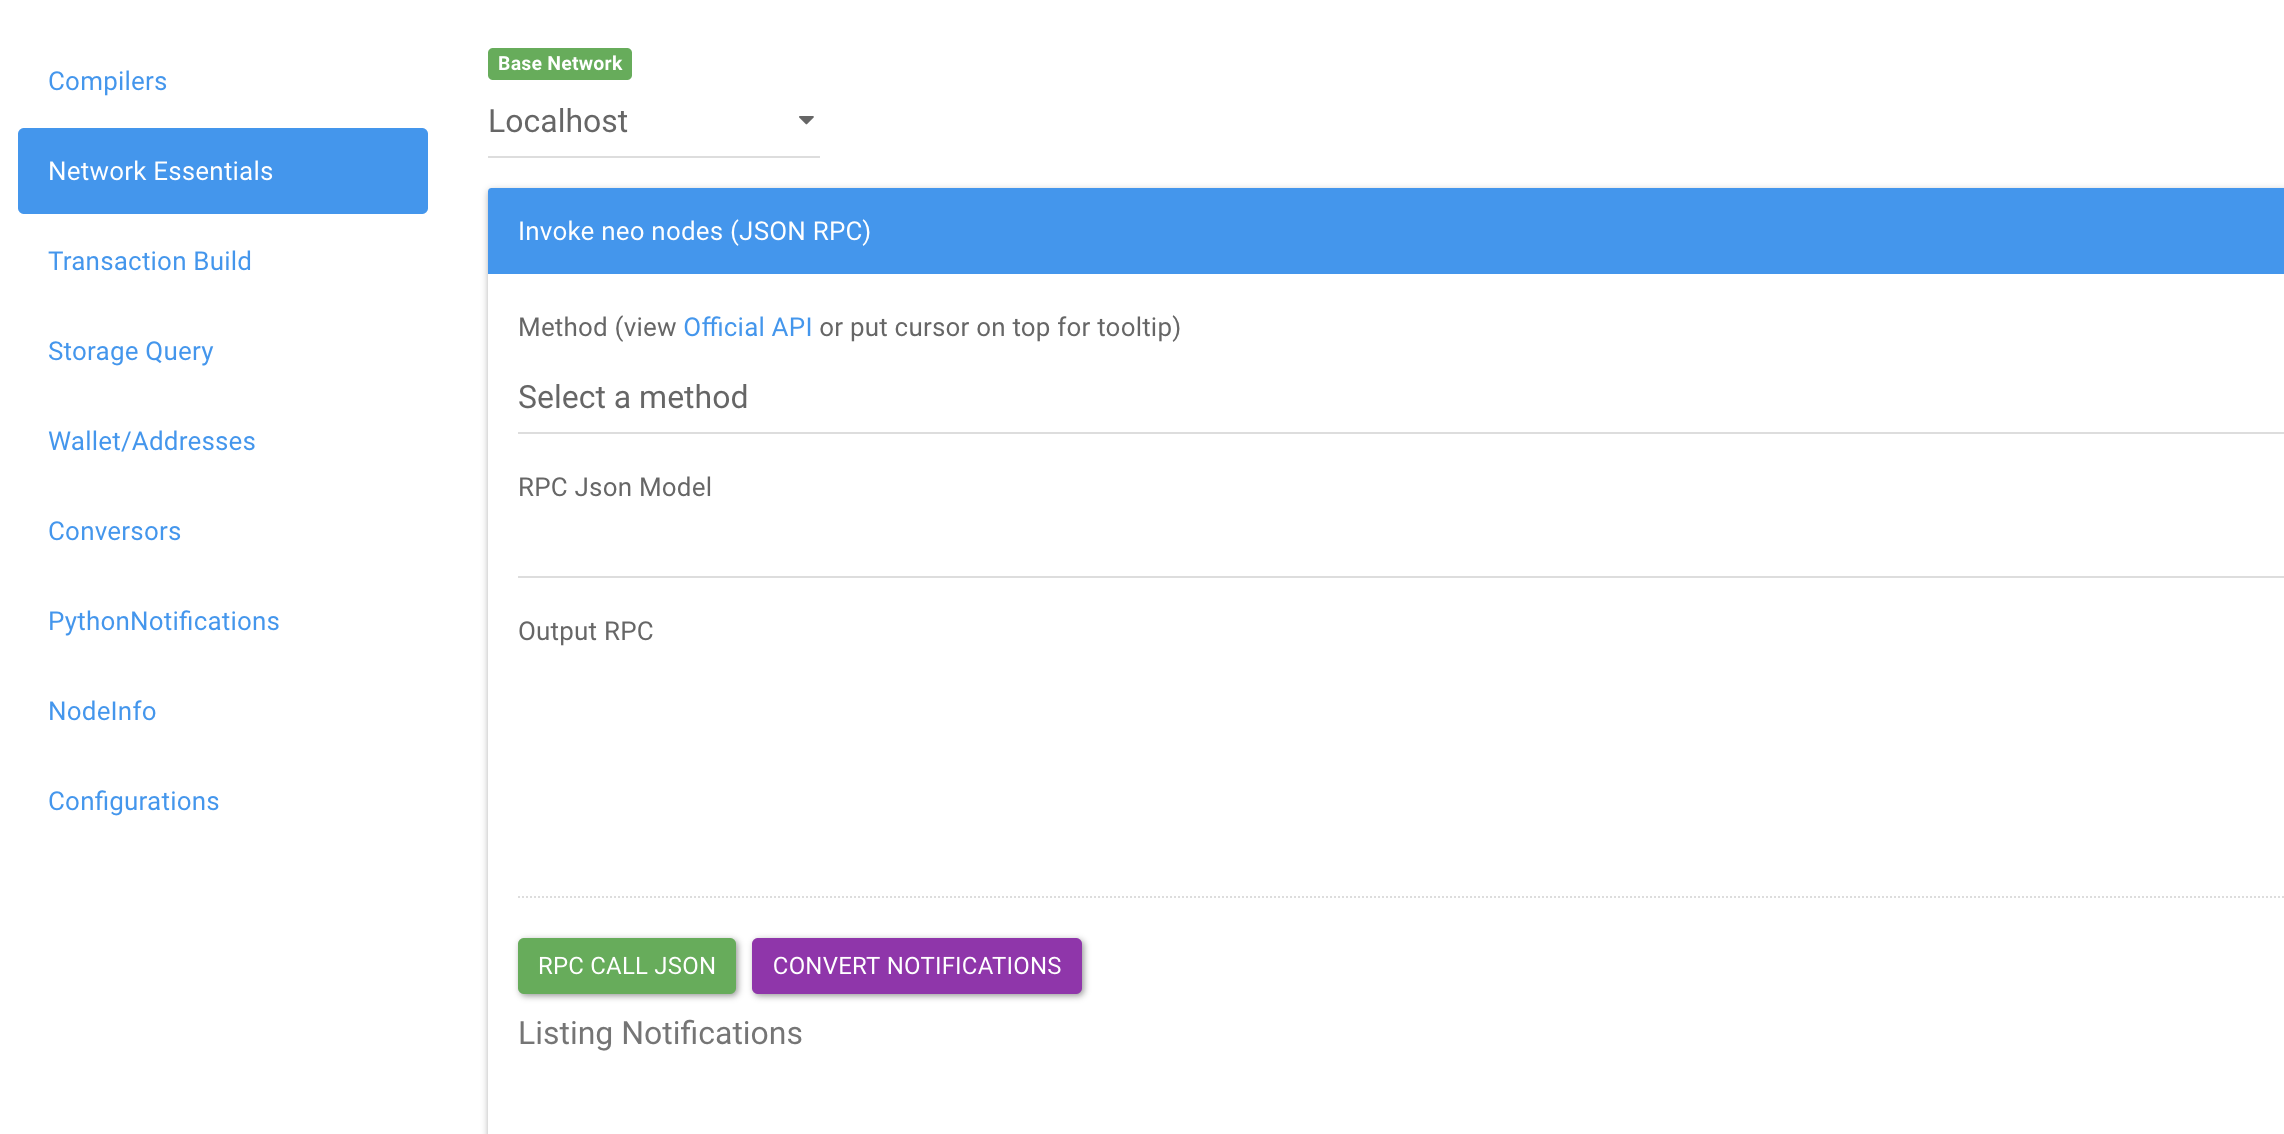 Compilers
Network Essentials
Transaction Build
Storage Query
Wallet/Addresses
Conversors
PythonNotifications
NodeInfo
Configurations
Base Network
Localhost
Invoke neo nodes (JSON RPC)
Method (view Official API or put cursor on top for tooltip)
Select a method
RPC Json Model
Output RPC
RPC CALL JSON CONVERT NOTIFICATIONS
Listing Notifications